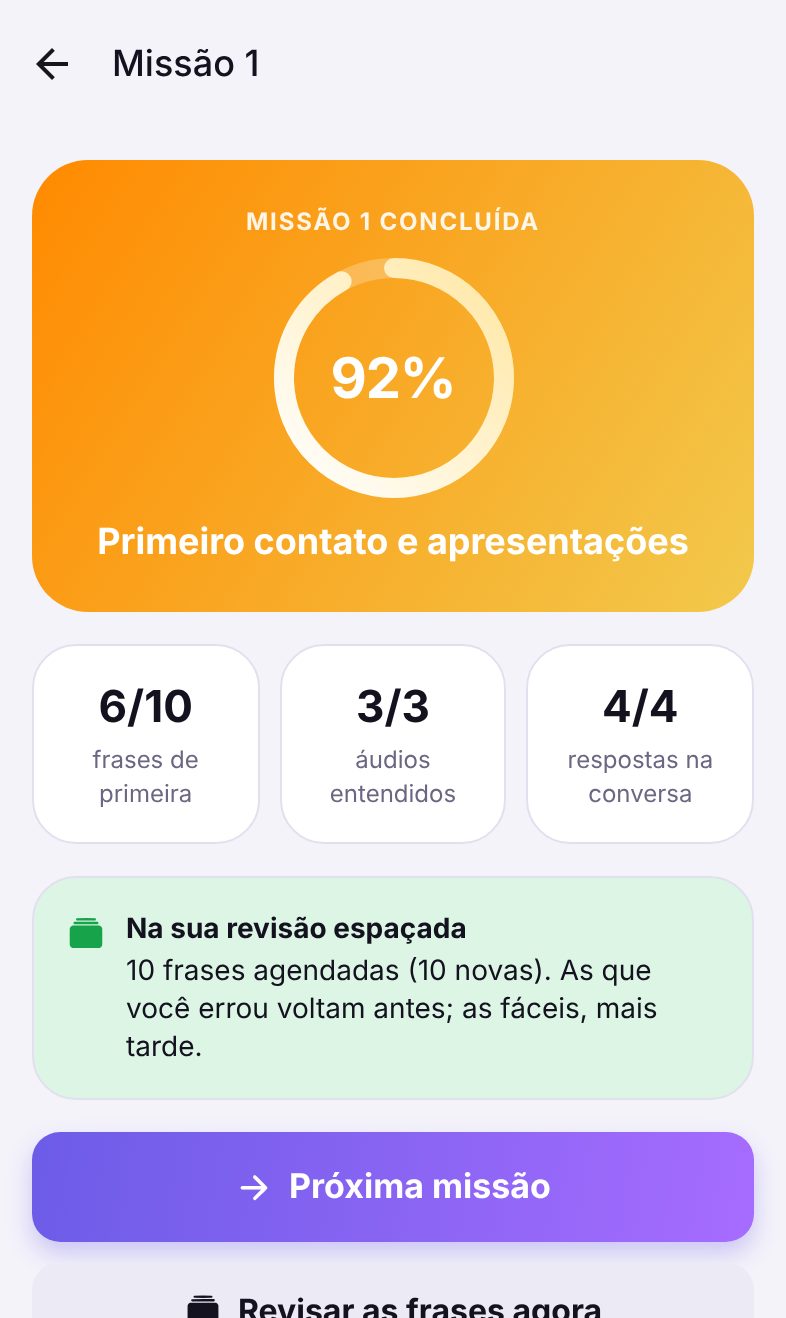 Missão 1
MISSÃO 1 CONCLUÍDA
92%
Primeiro contato e apresentações
6/10
frases de
primeira
3/3
áudios
entendidos
4/4
respostas na
conversa
Na sua revisão espaçada
10 frases agendadas (10 novas). As que
você errou voltam antes; as fáceis, mais
tarde.
Próxima missão
Revisar as frases agora